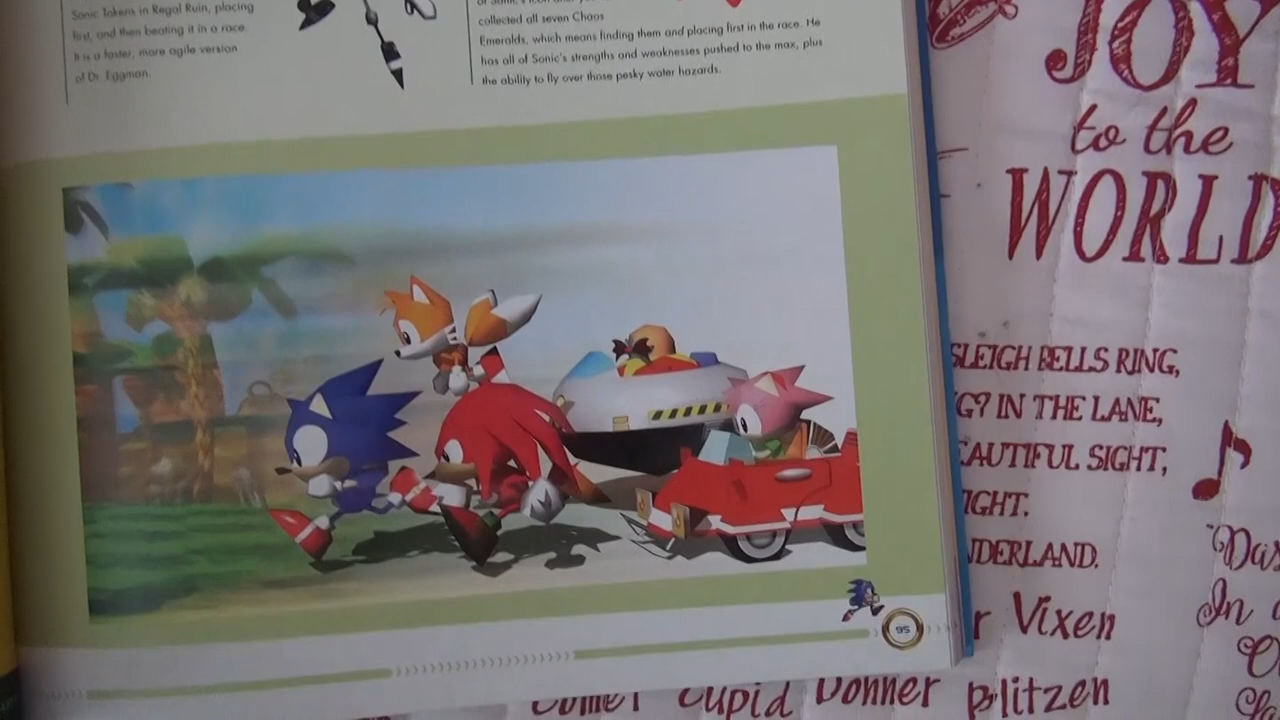 Sonic Tokens in Regal Ruin, placing
first, and then beating it in a race.
It is a faster, more agile version
of Dr. Eggman.
collected all seven Chaos
Emeralds, which means finding them and placing first in the race. He
has all of Sonic's strengths and weaknesses pushed to the max, plus
the ability to fly over those pesky water hazards.
95
JOY
to the
WORLD
SLEIGH BELLS RING,
G? IN THE LANE,
EAUTIFUL SIGHT,
IGHT.
NDERLAND.
r Vixen
In
Comet Cupid Donner Blitzen